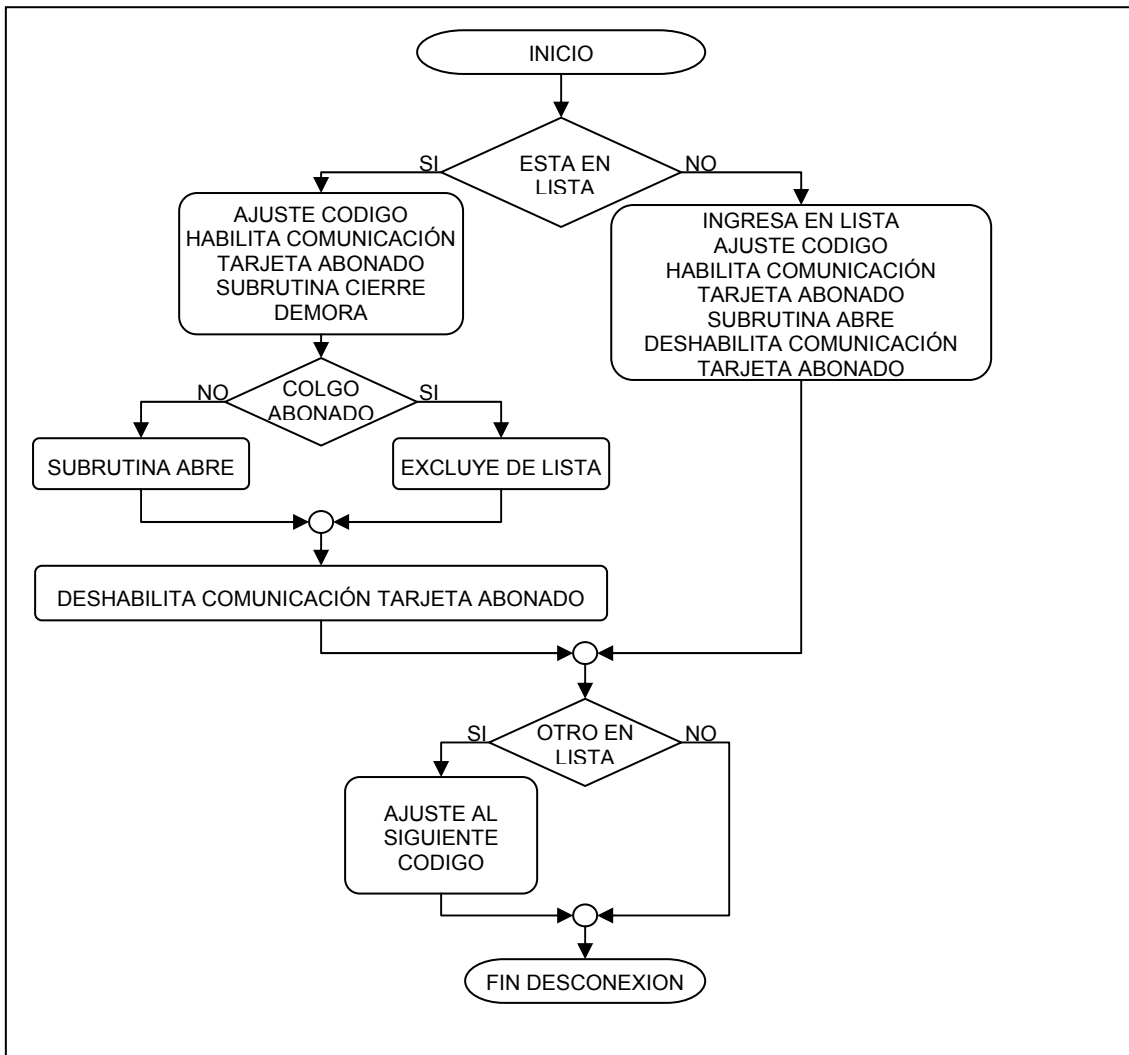 INICIO
ESTA EN
LISTA
SI
NO
AJUSTE CODIGO
HABILITA COMUNICACIÓN
TARJETA ABONADO
SUBRUTINA CIERRE
DEMORA
INGRESA EN LISTA
AJUSTE CODIGO
HABILITA COMUNICACIÓN
TARJETA ABONADO
SUBRUTINA ABRE
DESHABILITA COMUNICACIÓN
TARJETA ABONADO
NO
COLGO
ABONADO
SI
SUBRUTINA ABRE
EXCLUYE DE LISTA
DESHABILITA COMUNICACIÓN TARJETA ABONADO
SI
OTRO EN
LISTA
NO
AJUSTE AL
SIGUIENTE
CODIGO
FIN DESCONEXION